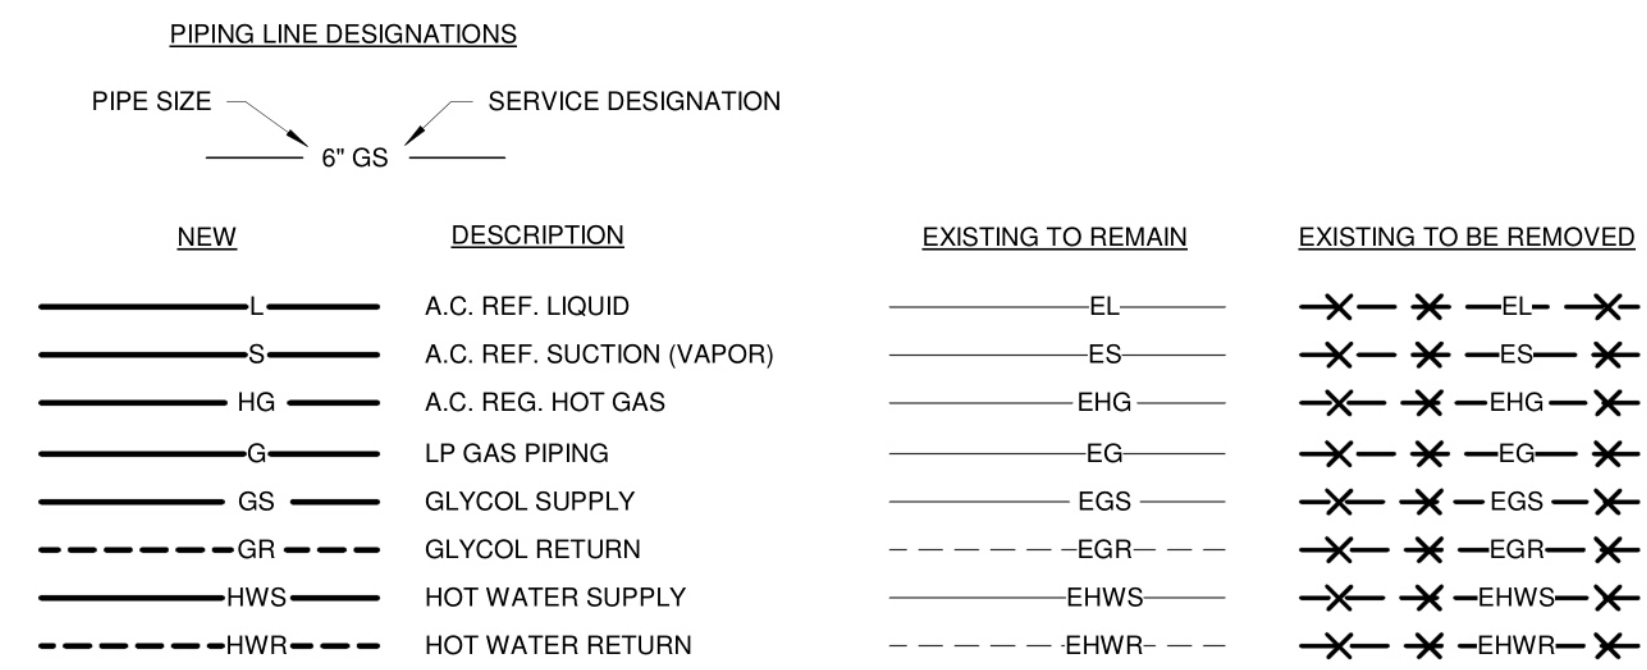 PIPING LINE DESIGNATIONS
PIPE SIZE SERVICE DESIGNATION
6" GS
NEW DESCRIPTION EXISTING TO REMAIN EXISTING TO BE REMOVED
L A.C. REF. LIQUID EL EL
S A.C. REF. SUCTION (VAPOR) ES ES
HG A.C. REG. HOT GAS EHG EHG
G LP GAS PIPING EG EG
GS GLYCOL SUPPLY EGS EGS
GR GLYCOL RETURN EGR EGR
HWS HOT WATER SUPPLY EHWS EHWS
HWR HOT WATER RETURN EHWR EHWR